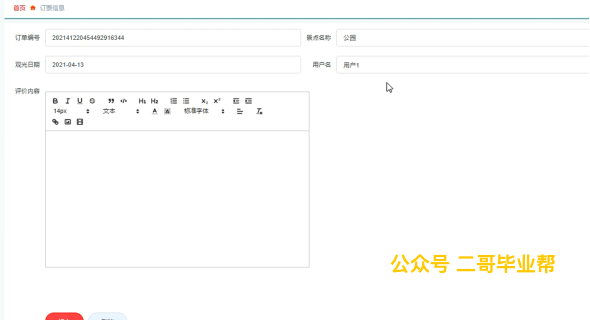 首页 订票信息
订单编号 202141220454492916344 景点名称 公园
观光日期 2021-04-13 用户名 用户1
评价内容
B I U S H1 H2 X2 X²
14px 文本 A A 标准字体
公众号 二哥毕业帮